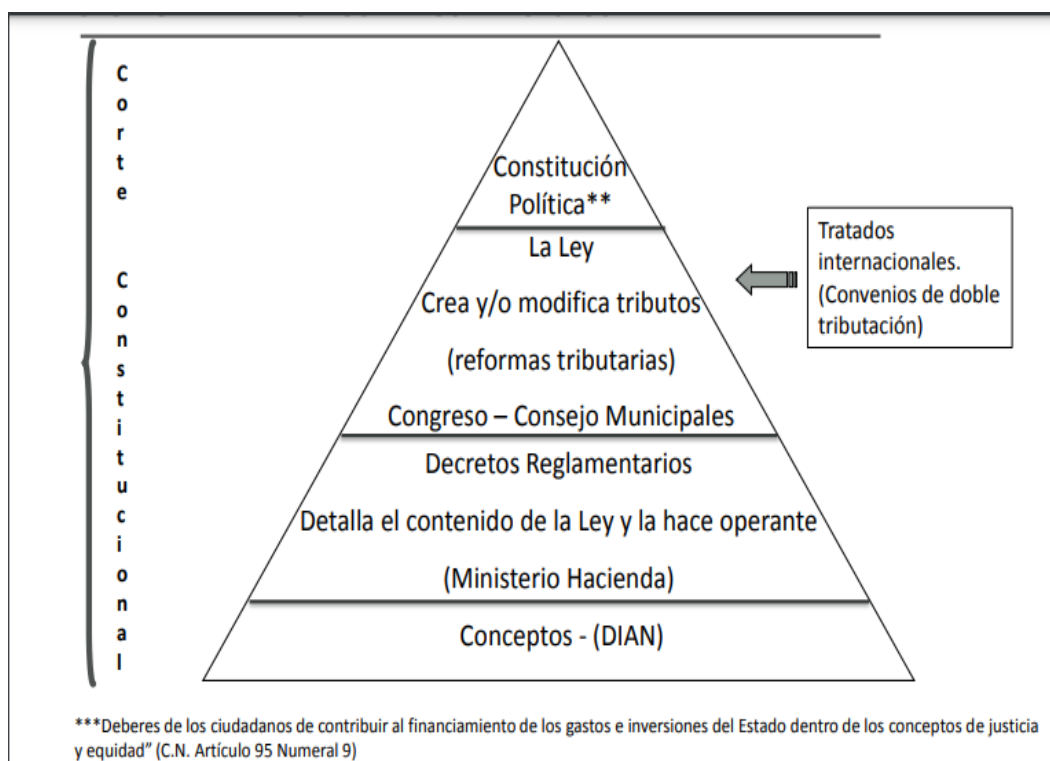 Corte Constitucional
Constitución
Política**
La Ley
Crea y/o modifica tributos
(reformas tributarias)
Congreso – Consejo Municipales
Tratados
internacionales.
(Convenios de doble
tributación)
Decretos Reglamentarios
Detalla el contenido de la Ley y la hace operante
(Ministerio Hacienda)
Conceptos - (DIAN)
***Deberes de los ciudadanos de contribuir al financiamiento de los gastos e inversiones del Estado dentro de los conceptos de justicia
y equidad” (C.N. Artículo 95 Numeral 9)